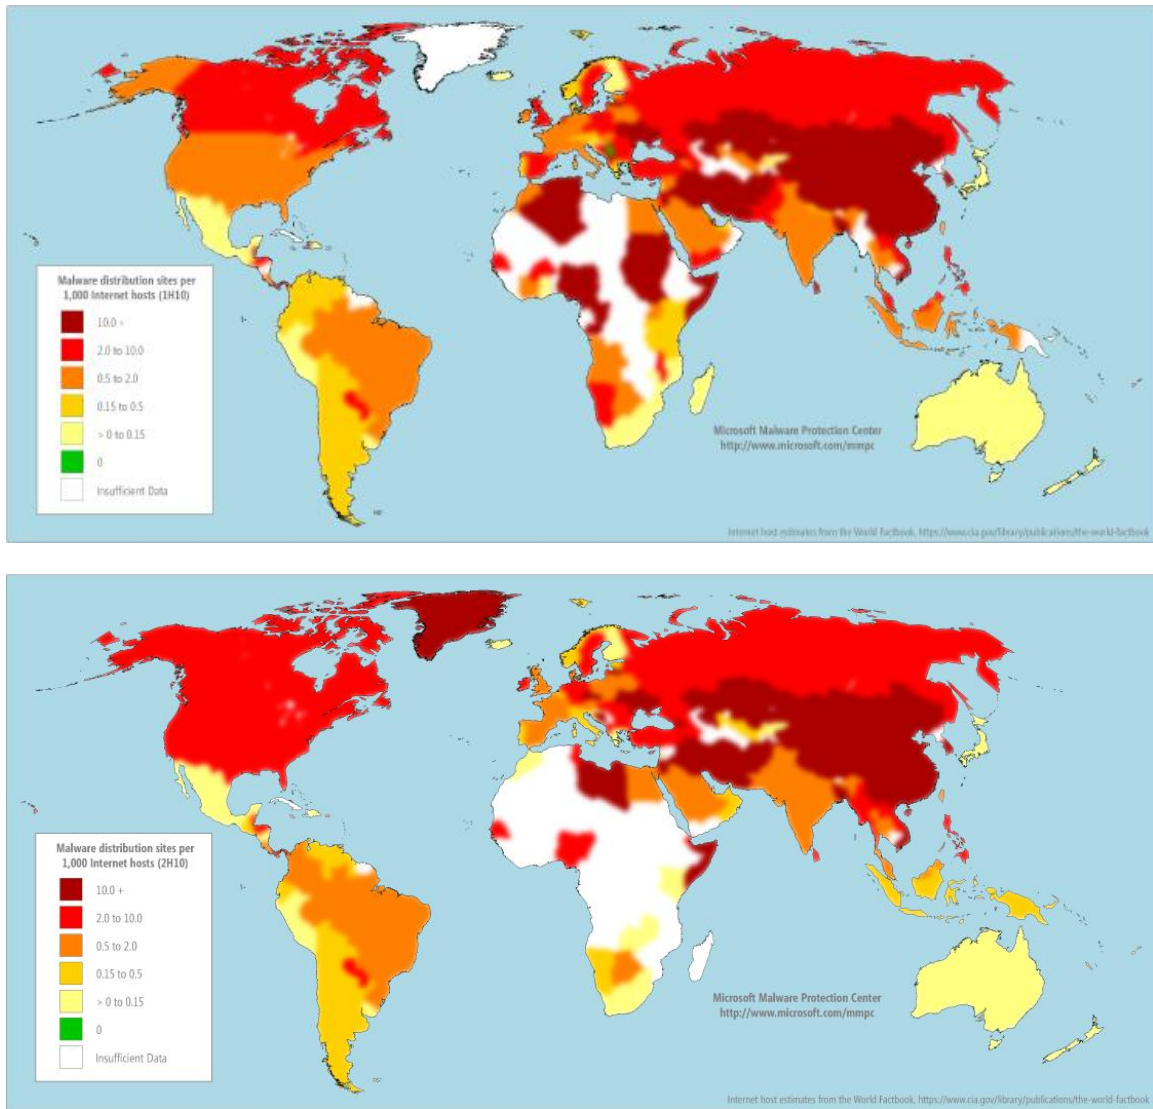 Malware distribution sites per
1,000 Internet hosts (1H10)
10.0 +
2.0 to 10.0
0.5 to 2.0
0.15 to 0.5
> 0 to 0.15
0
Insufficient Data
Microsoft Malware Protection Center
http://www.microsoft.com/mmpc
Internet host estimates from the World Factbook, https://www.cia.gov/library/publications/the-world-factbook
Malware distribution sites per
1,000 Internet hosts (2H10)
10.0 +
2.0 to 10.0
0.5 to 2.0
0.15 to 0.5
> 0 to 0.15
0
Insufficient Data
Microsoft Malware Protection Center
http://www.microsoft.com/mmpc
Internet host estimates from the World Factbook, https://www.cia.gov/library/publications/the-world-factbook